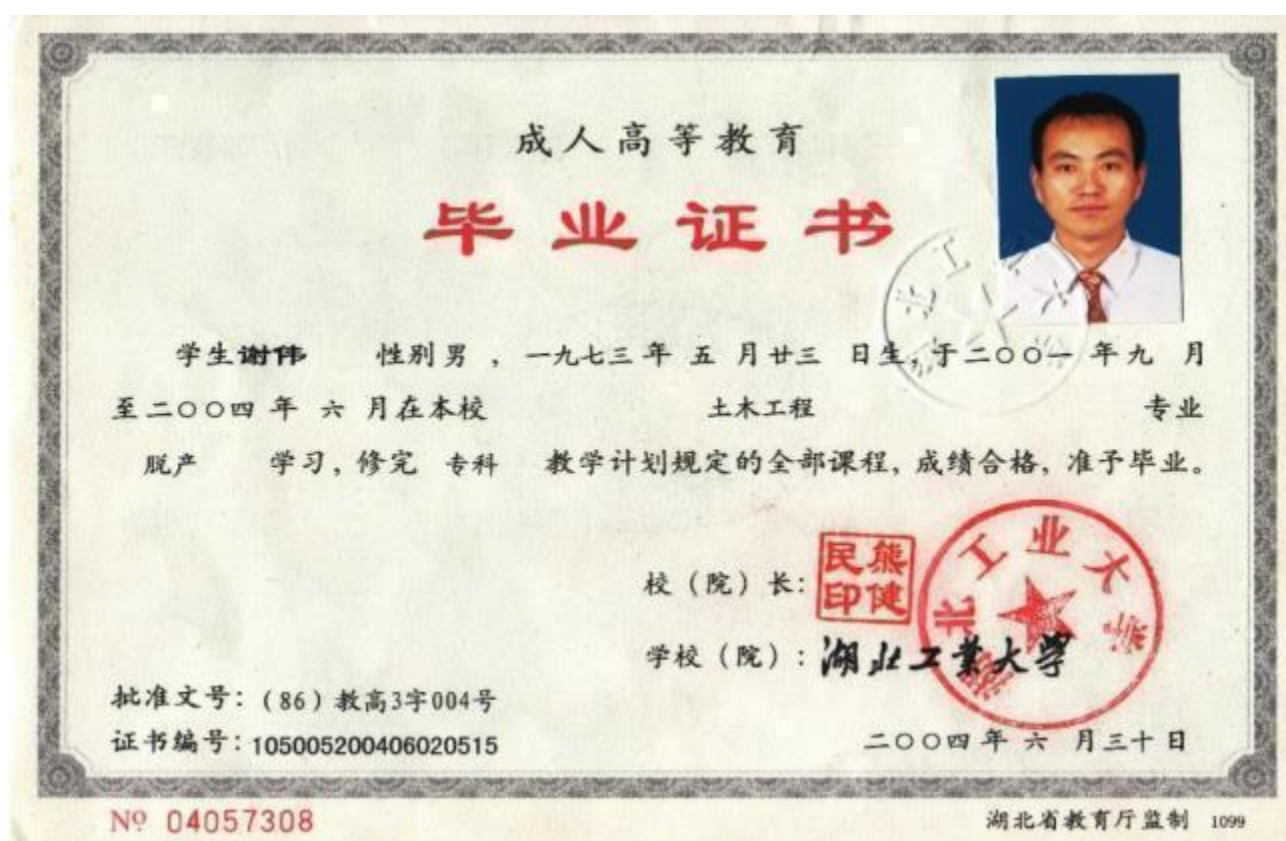 成人高等教育
毕业证书
学生谢伟 性别男，一九七三年 五 月廿三 日生，于二〇〇一 年九 月
至二〇〇四 年 六 月在本校 土木工程 专业
脱产 学习，修完 专科 教学计划规定的全部课程，成绩合格，准予毕业。
校（院）长：熊健民印
学校（院）：湖北工业大学
湖北工业大学
批准文号：（86）教高3字004号
证书编号：105005200406020515
二〇〇四 年 六 月三十日
№ 04057308
湖北省教育厅监制 1099